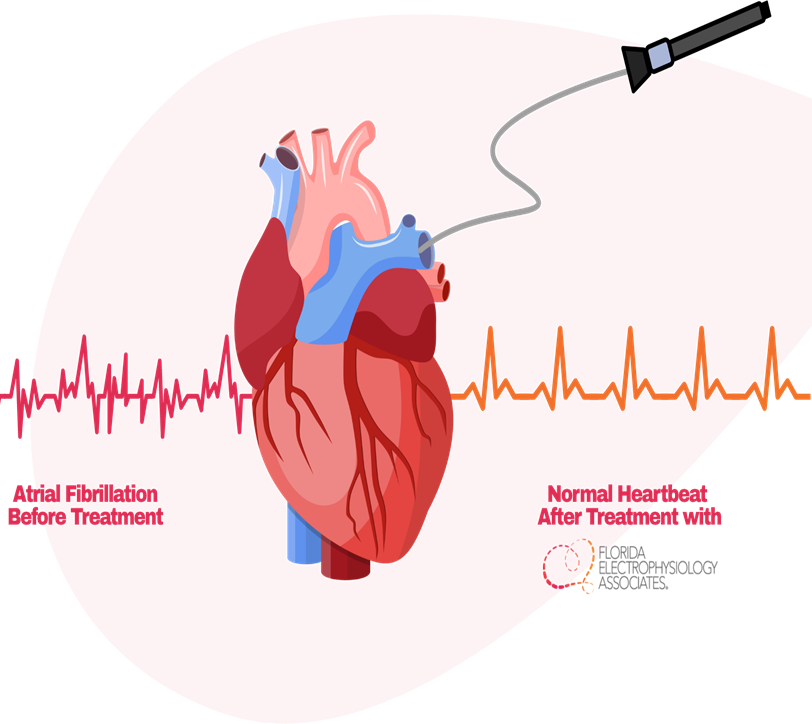 Atrial Fibrillation
Before Treatment
Normal Heartbeat
After Treatment with
FLORIDA
ELECTROPHYSIOLOGY
ASSOCIATES.